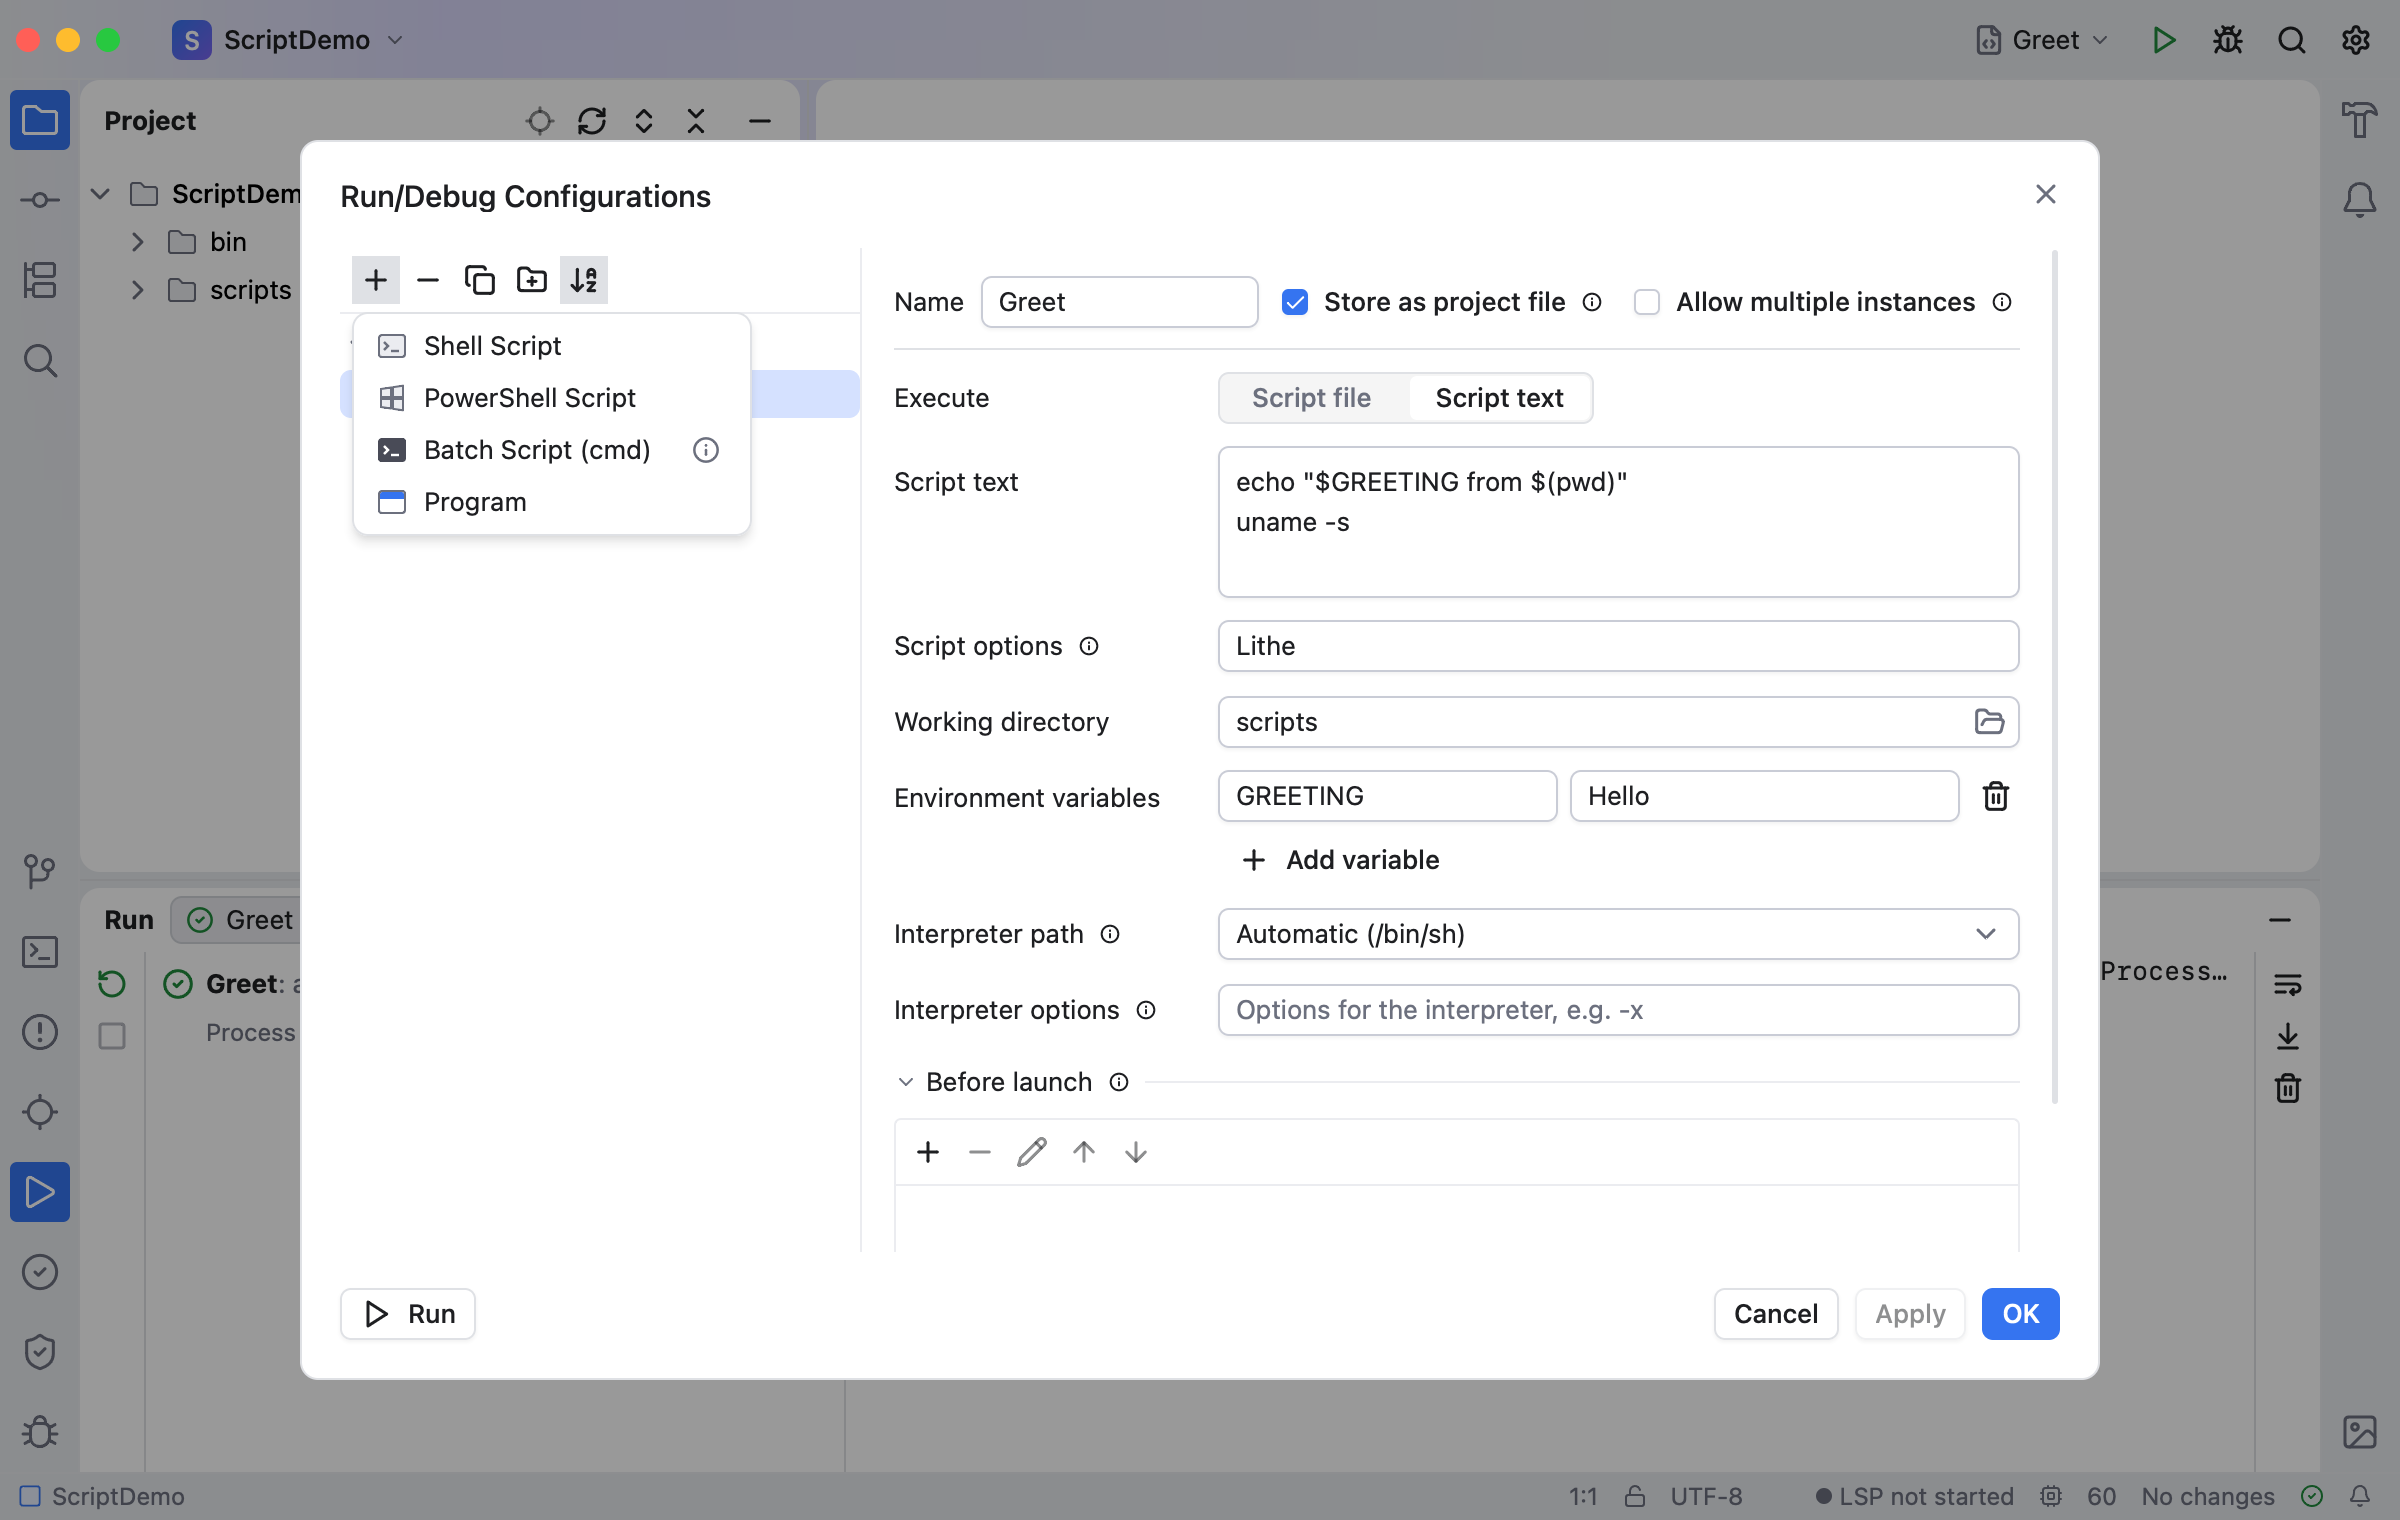 S ScriptDemo
Greet
Project
ScriptDem
bin
scripts
Run/Debug Configurations
Shell Script
PowerShell Script
Batch Script (cmd)
Program
Name Greet Store as project file Allow multiple instances
Execute Script file Script text
Script text echo "$GREETING from $(pwd)"
uname -s
Script options Lithe
Working directory scripts
Environment variables GREETING Hello
Add variable
Interpreter path Automatic (/bin/sh)
Interpreter options Options for the interpreter, e.g. -x
Before launch
Run Cancel Apply OK
Run Greet
Greet: a
Process
Process…
ScriptDemo 1:1 UTF-8 LSP not started 60 No changes